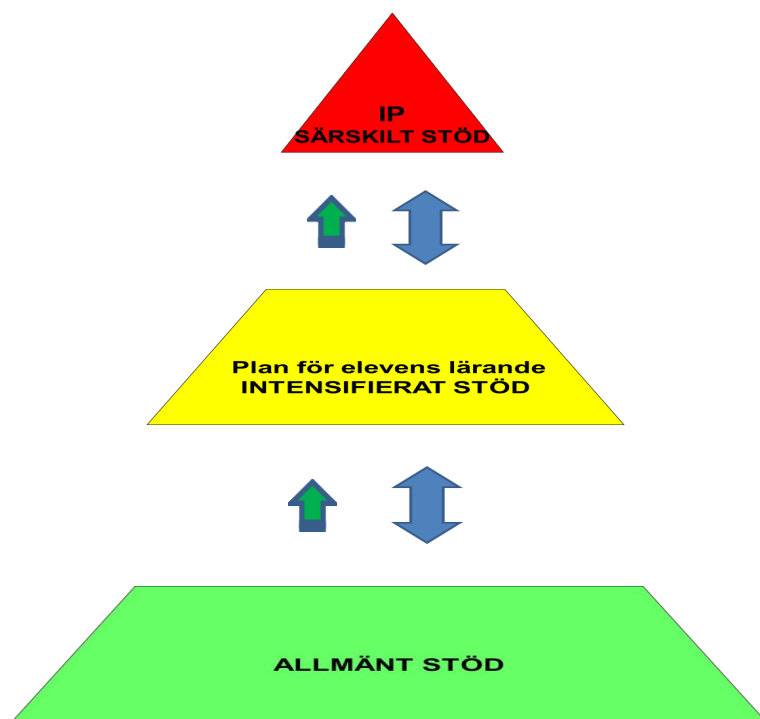 IP
SÄRSKILT STÖD
Plan för elevens lärande
INTENSIFIERAT STÖD
ALLMÄNT STÖD